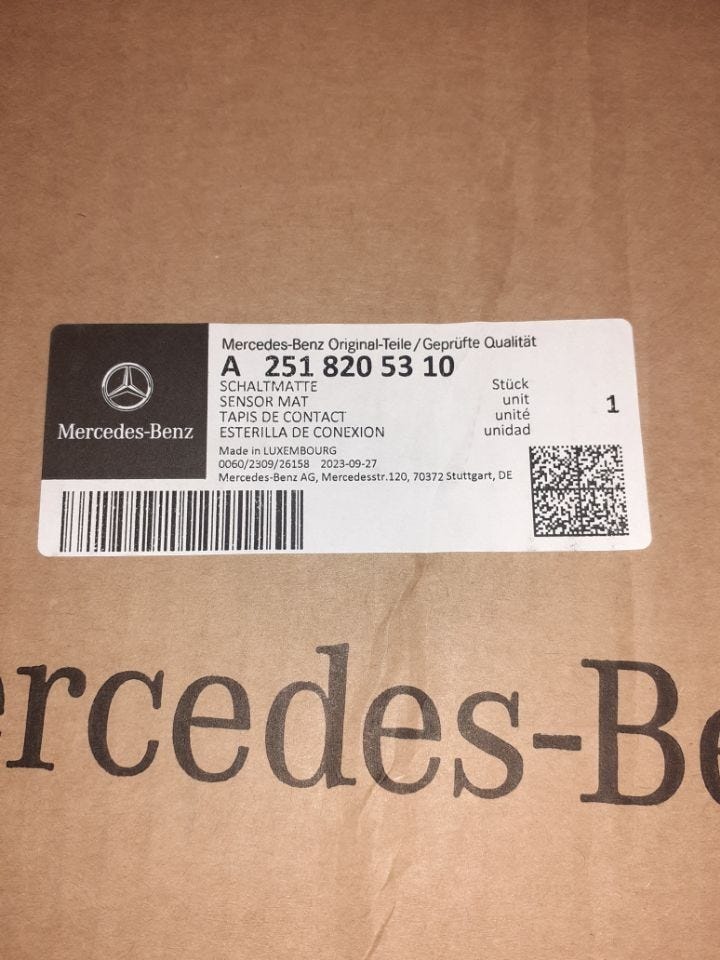 Mercedes-Benz Original-Teile/Geprüfte Qualität
A 251 820 53 10
SCHALTMATTE Stück
SENSOR MAT unit
TAPIS DE CONTACT unité
ESTERILLA DE CONEXION unidad
1
Mercedes-Benz
Made in LUXEMBOURG
0060/2309/26158 2023-09-27
Mercedes-Benz AG, Mercedesstr.120, 70372 Stuttgart, DE
ercedes-Be